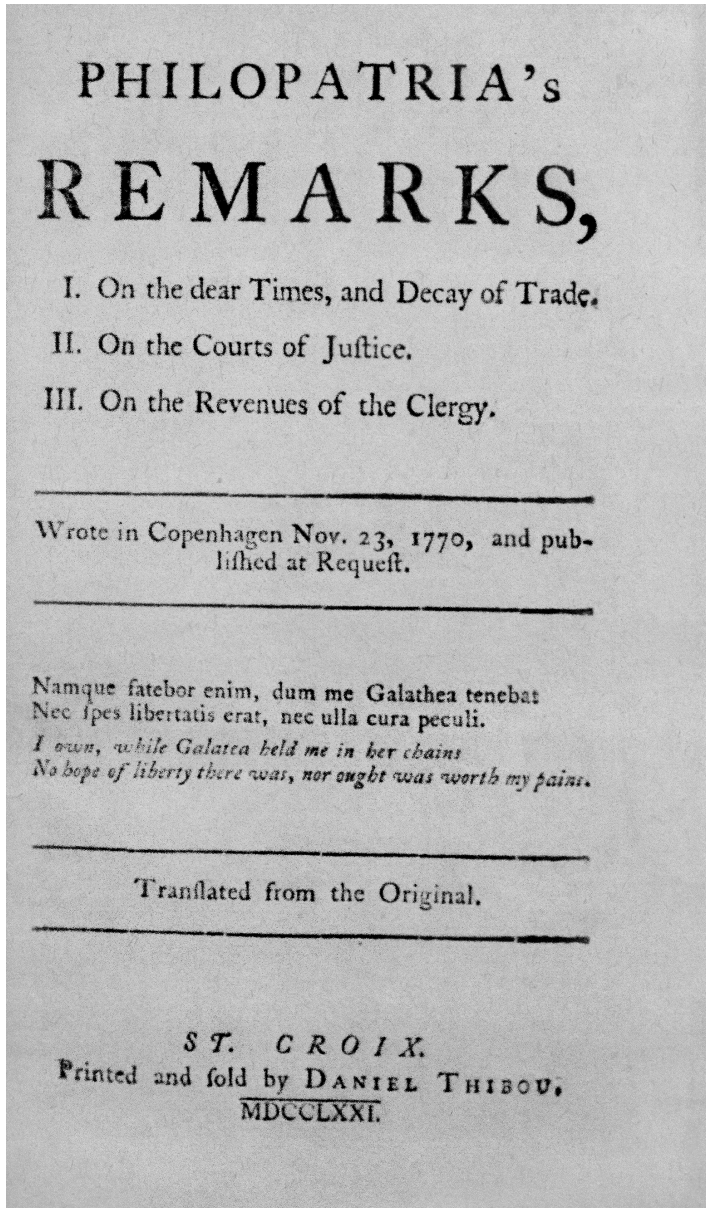 PHILOPATRIA's
REMARKS,
I. On the dear Times, and Decay of Trade.
II. On the Courts of Juſtice.
III. On the Revenues of the Clergy.
Wrote in Copenhagen Nov. 23, 1770, and pub-
liſhed at Requeſt.
Namque fatebor enim, dum me Galathea tenebat
Nec ſpes libertatis erat, nec ulla cura peculi.
I own, while Galatea held me in her chains
No hope of liberty there was, nor ought was worth my pains.
Tranſlated from the Original.
ST. CROIX.
Printed and ſold by DANIEL THIBOU.
MDCCLXXI.